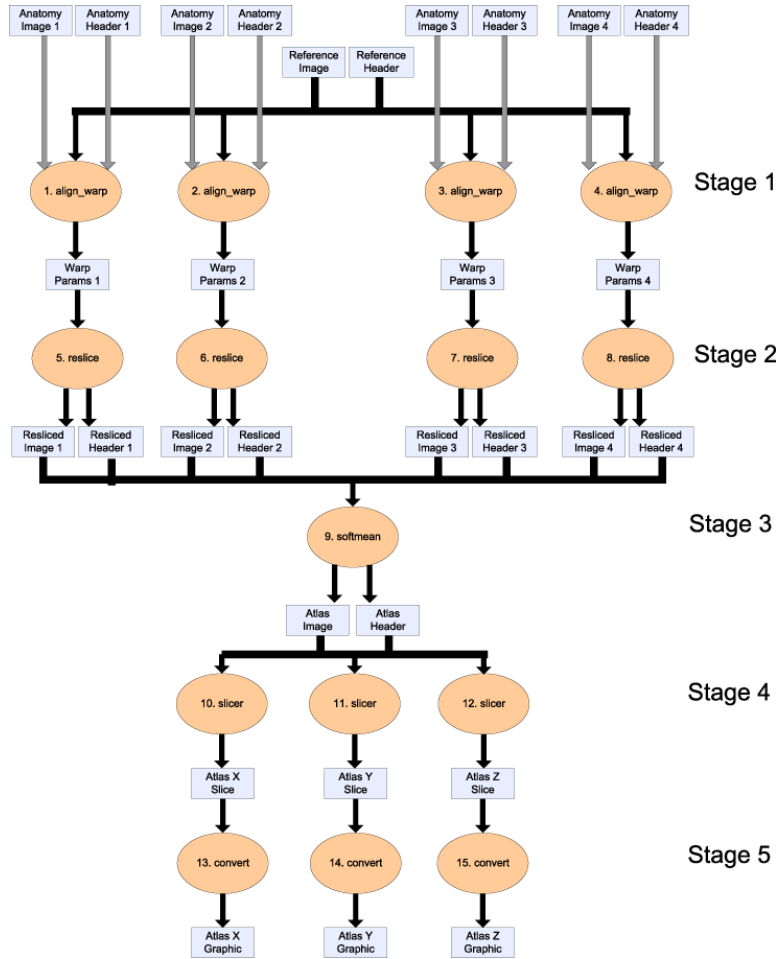 Anatomy
Image 1
Anatomy
Header 1
Anatomy
Image 2
Anatomy
Header 2
Anatomy
Image 3
Anatomy
Header 3
Anatomy
Image 4
Anatomy
Header 4
Reference
Image
Reference
Header
1. align_warp
2. align_warp
3. align_warp
4. align_warp
Stage 1
Warp
Params 1
Warp
Params 2
Warp
Params 3
Warp
Params 4
5. reslice
6. reslice
7. reslice
8. reslice
Stage 2
Resliced
Image 1
Resliced
Header 1
Resliced
Image 2
Resliced
Header 2
Resliced
Image 3
Resliced
Header 3
Resliced
Image 4
Resliced
Header 4
9. softmean
Stage 3
Atlas
Image
Atlas
Header
10. slicer
11. slicer
12. slicer
Stage 4
Atlas X
Slice
Atlas Y
Slice
Atlas Z
Slice
13. convert
14. convert
15. convert
Stage 5
Atlas X
Graphic
Atlas Y
Graphic
Atlas Z
Graphic